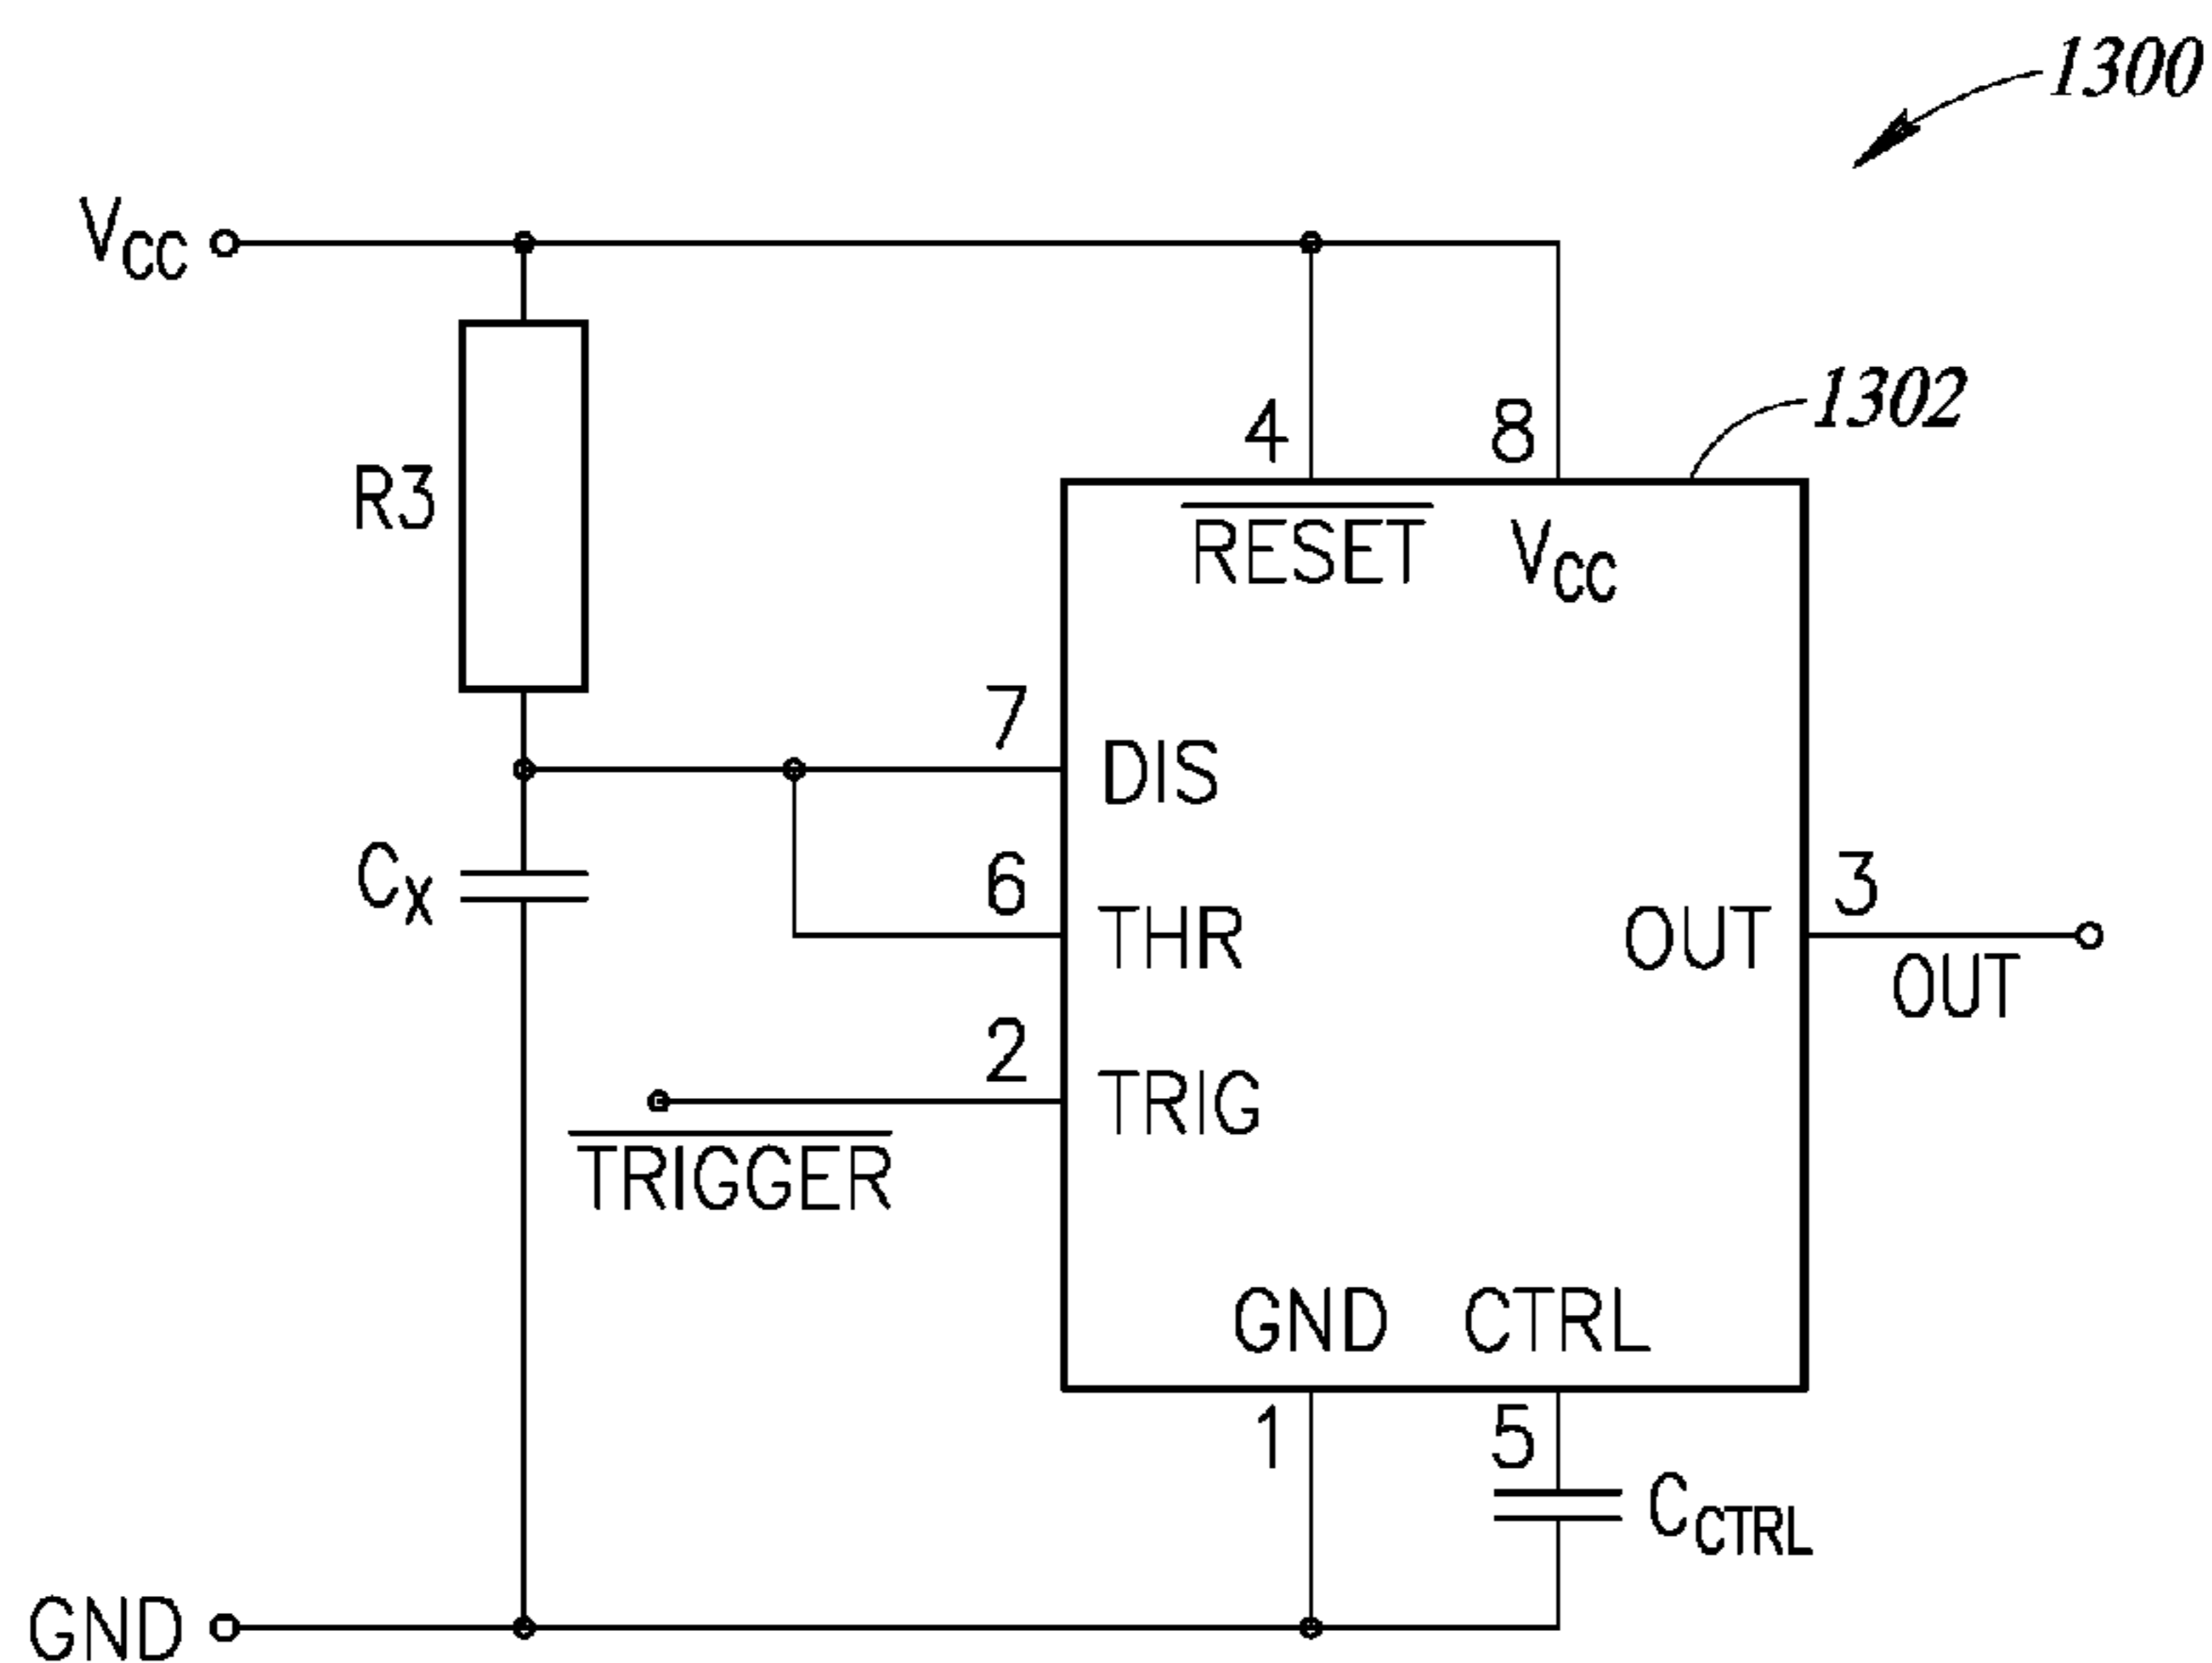 1300
VCC
1302
4
8
RESET
VCC
R3
7
DIS
CX
6
THR
OUT
3
OUT
2
TRIG
TRIGGER
GND
CTRL
1
5
CCTRL
GND